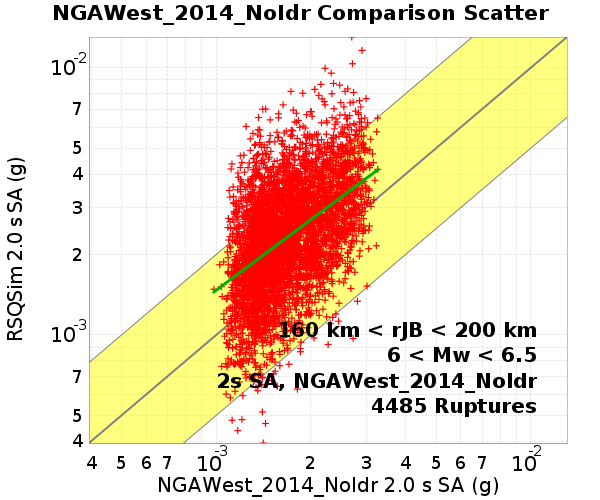 NGAWest_2014_NoIdr Comparison Scatter
RSQSim 2.0 s SA (g)
10-2
7
5
4
3
2
10-3
7
5
4
160 km < rJB < 200 km
6 < Mw < 6.5
2s SA, NGAWest_2014_NoIdr
4485 Ruptures
4 5 6 7 10-3 2 3 4 5 6 7 10-2
NGAWest_2014_NoIdr 2.0 s SA (g)